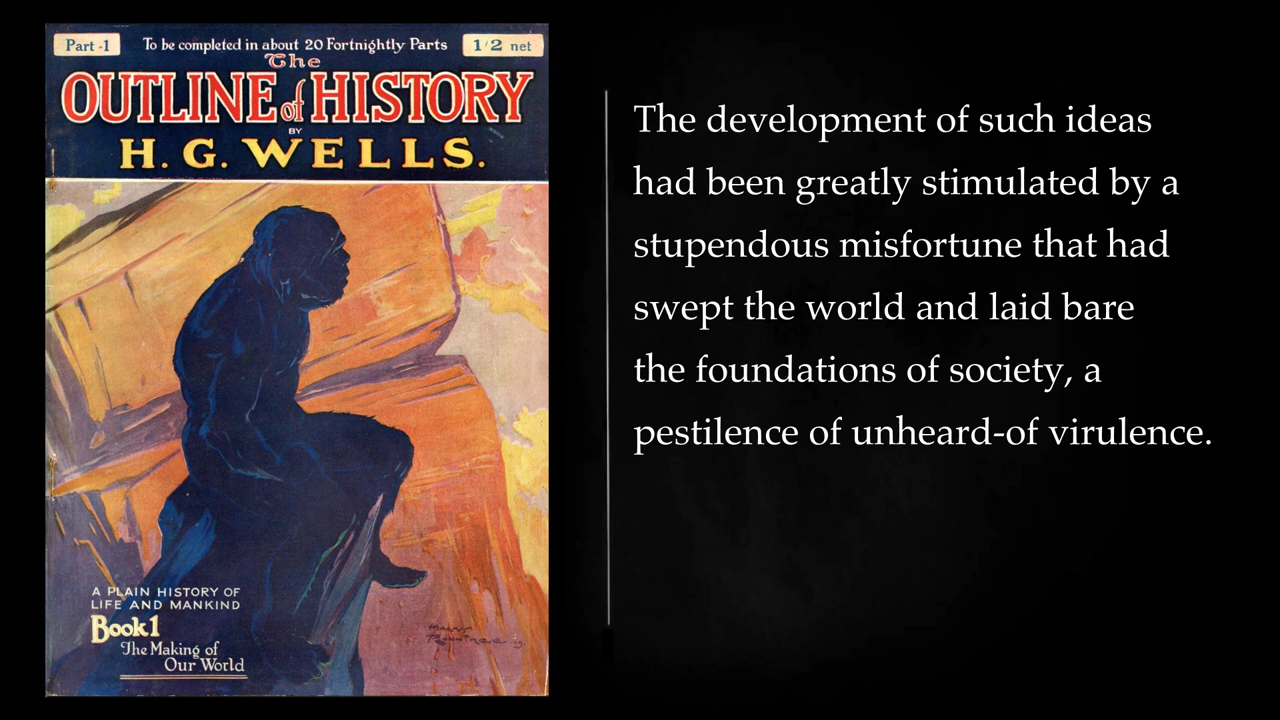 Part -1
To be completed in about 20 Fortnightly Parts
1/2 net
The
OUTLINE of HISTORY
BY
H. G. WELLS.
A PLAIN HISTORY OF
LIFE AND MANKIND
Book 1
The Making of
Our World
The development of such ideas
had been greatly stimulated by a
stupendous misfortune that had
swept the world and laid bare
the foundations of society, a
pestilence of unheard-of virulence.